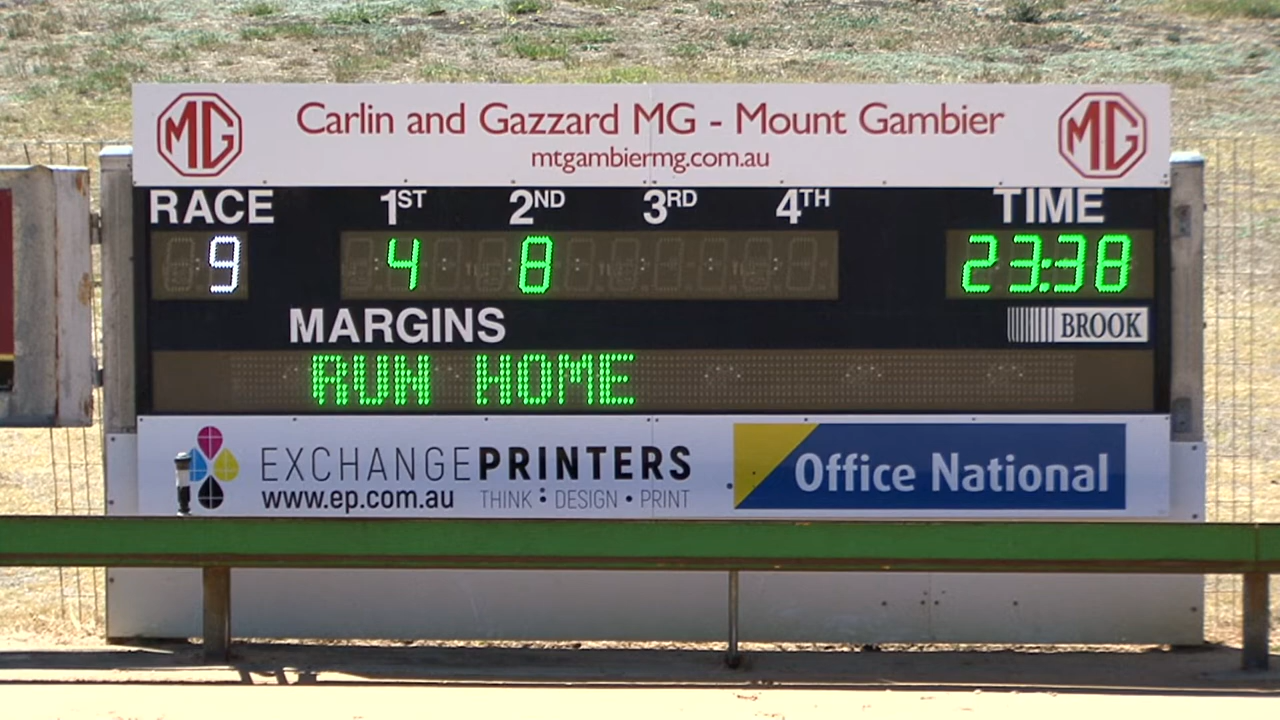 MG Carlin and Gazzard MG - Mount Gambier MG
mtgambiermg.com.au
RACE 1ST 2ND 3RD 4TH TIME
9 4 8 23:38
MARGINS BROOK
RUN HOME
EXCHANGEPRINTERS Office National
www.ep.com.au THINK : DESIGN • PRINT